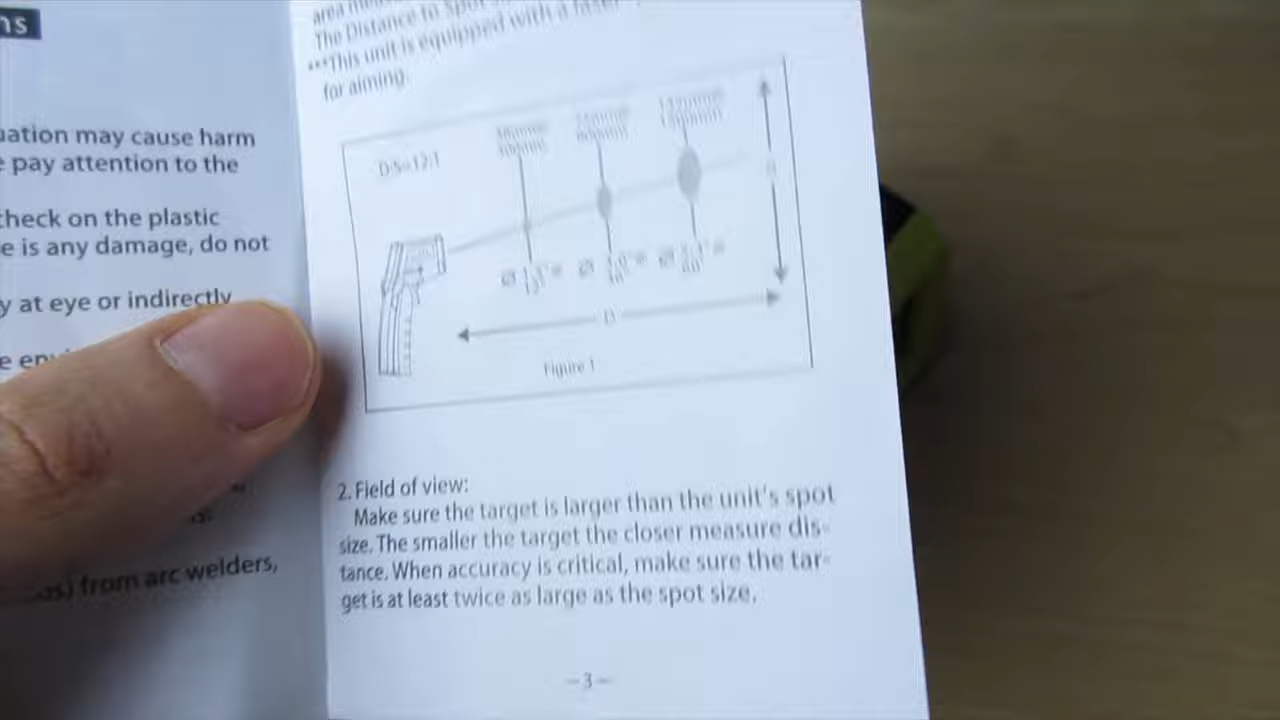 ns
uation may cause harm
e pay attention to the
check on the plastic
e is any damage, do not
y at eye or indirectly
e
from arc welders,
area
The Distance to Spot
***This unit is equipped with a laser
for aiming.
D:S=12:1
D
Figure 1
2. Field of view:
Make sure the target is larger than the unit's spot
size. The smaller the target the closer measure dis-
tance. When accuracy is critical, make sure the tar-
get is at least twice as large as the spot size.
–3–